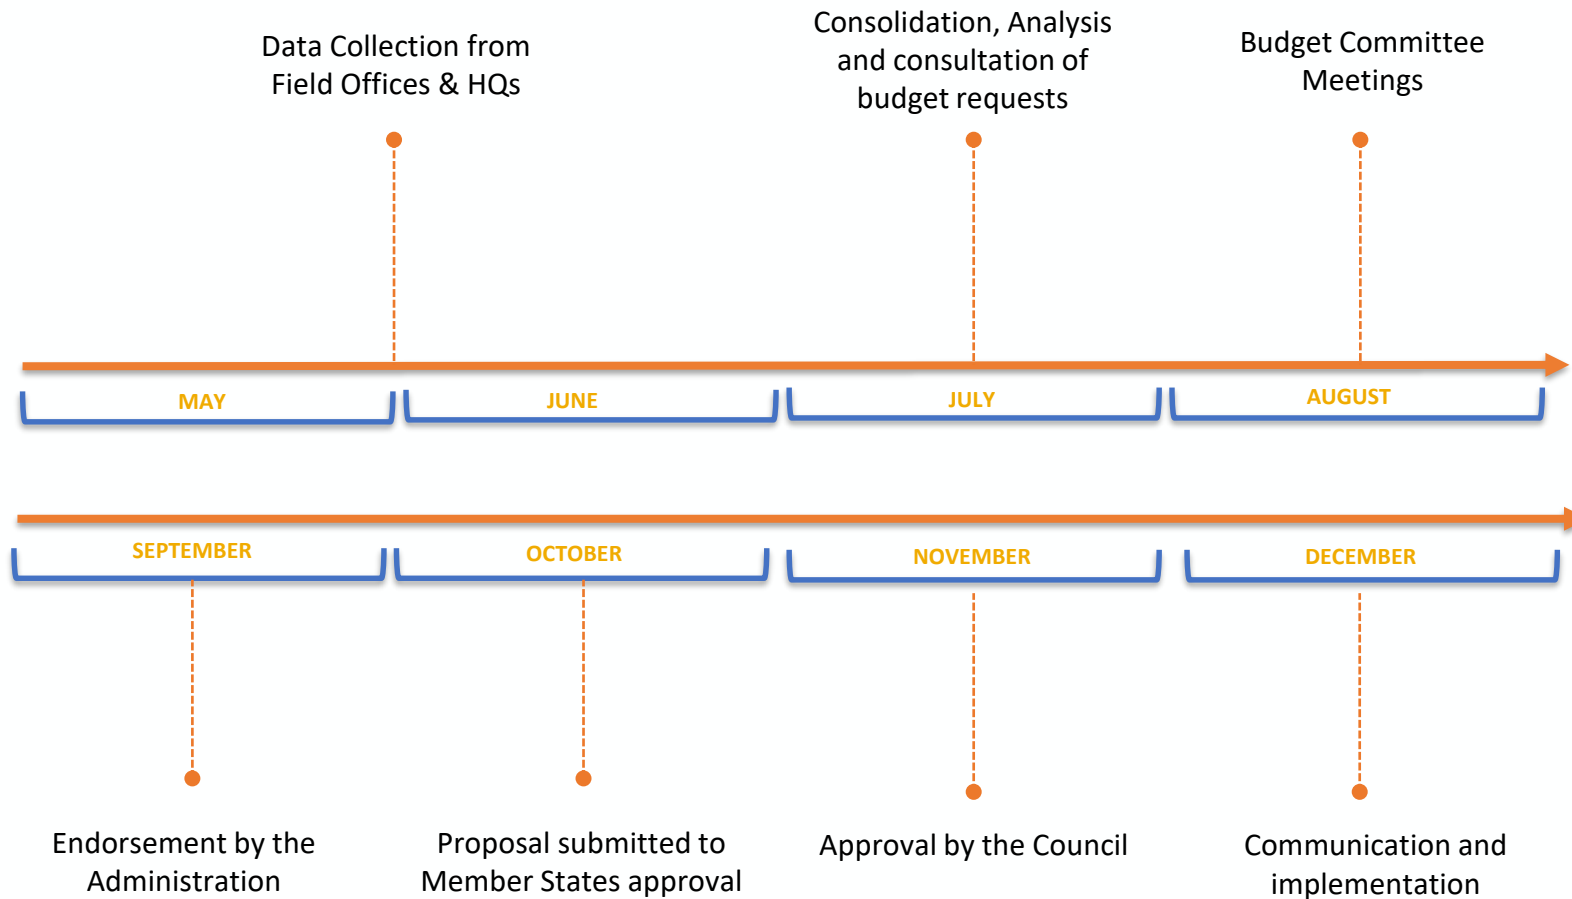 Data Collection from
Field Offices & HQs
Consolidation, Analysis
and consultation of
budget requests
Budget Committee
Meetings
MAY
JUNE
JULY
AUGUST
SEPTEMBER
OCTOBER
NOVEMBER
DECEMBER
Endorsement by the
Administration
Proposal submitted to
Member States approval
Approval by the Council
Communication and
implementation